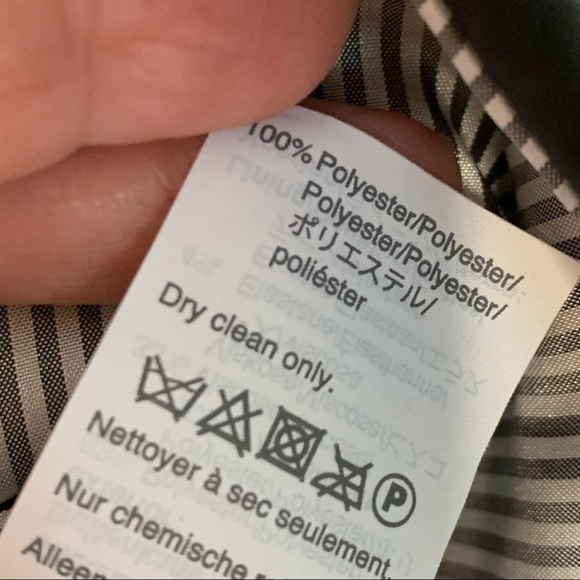 100% Polyester/Polyester/
Polyester/Polyester/
ポリエステル/
poliéster
Dry clean only.
P
Nettoyer à sec seulement.
Nur chemische
Alleen